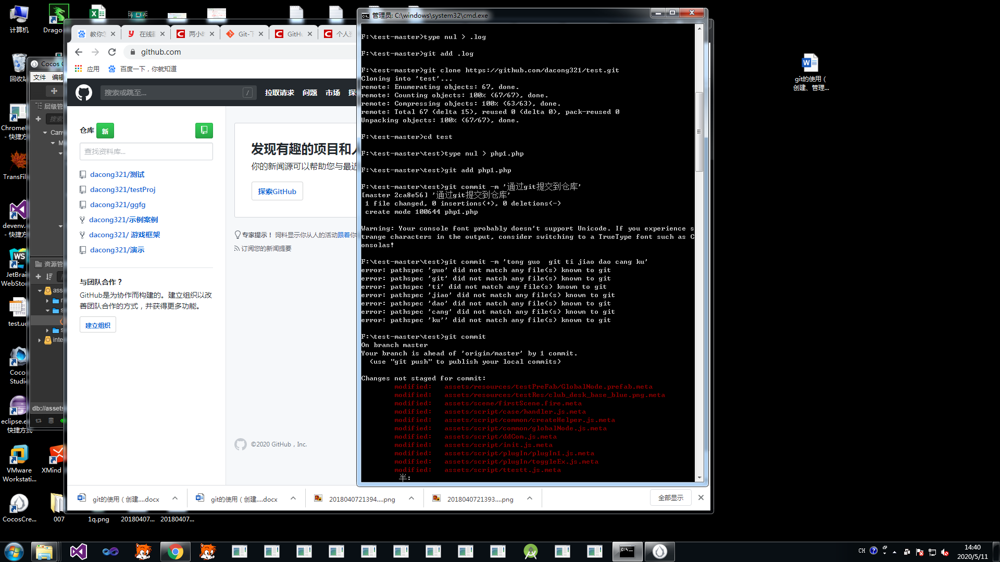 计算机
Drago
回收站
Chrome
- 快捷方
TransFil
devenv.
- 快捷方
JetBrai
WebStor
test.uc
Coco
Studi
eclipse.e
快捷方式
VMware
Workstati...
XMind
CocosCre...
007
1q.png
20180407...
20180407...
git的使用（
创建、管理...
Cocos C
文件 编辑
层级管
搜索
Canv
M
资源管
asse
inte
db://assets
教你怎
在线翻
两小时
Git-下
GitHu
个人资
github.com
应用
百度一下，你就知道
搜索或跳至...
/
拉取请求 问题 市场 探
仓库 新
查找资料库...
dacong321/测试
dacong321/testProj
dacong321/ggfg
dacong321/示例案例
dacong321/ 游戏框架
dacong321/演示
与团队合作？
GitHub是为协作而构建的。建立组织以改
善团队合作的方式，并获得更多功能。
建立组织
发现有趣的项目和人
你的新闻源可以帮助您与最近
探索GitHub
专家提示！ 饲料显示你从人的活动跟着你
订阅您的新闻提要
©2020 GitHub，Inc.
git的使用（创建....docx
git的使用（创建....docx
2018040721394....png
2018040721393....png
全部显示
管理员: C:\windows\system32\cmd.exe
F:\test-master>type nul > .log
F:\test-master>git add .log
F:\test-master>git clone https://github.com/dacong321/test.git
Cloning into 'test'...
remote: Enumerating objects: 67, done.
remote: Counting objects: 100% (67/67), done.
remote: Compressing objects: 100% (63/63), done.
remote: Total 67 (delta 15), reused 0 (delta 0), pack-reused 0
Unpacking objects: 100% (67/67), done.
F:\test-master>cd test
F:\test-master\test>type nul > php1.php
F:\test-master\test>git add php1.php
F:\test-master\test>git commit -m '通过git提交到仓库'
[master 2ca8e56] '通过git提交到仓库'
1 file changed, 0 insertions(+), 0 deletions(-)
create mode 100644 php1.php
Warning: Your console font probably doesn't support Unicode. If you experience s
trange characters in the output, consider switching to a TrueType font such as C
onsolas!
F:\test-master\test>git commit -m 'tong guo  git ti jiao dao cang ku'
error: pathspec 'guo' did not match any file(s) known to git
error: pathspec 'git' did not match any file(s) known to git
error: pathspec 'ti' did not match any file(s) known to git
error: pathspec 'jiao' did not match any file(s) known to git
error: pathspec 'dao' did not match any file(s) known to git
error: pathspec 'cang' did not match any file(s) known to git
error: pathspec 'ku'' did not match any file(s) known to git
F:\test-master\test>git commit
On branch master
Your branch is ahead of 'origin/master' by 1 commit.
(use "git push" to publish your local commits)
Changes not staged for commit:
modified:   assets/resources/testPreFab/GlobalNode.prefab.meta
modified:   assets/resources/testRes/club_desk_base_blue.png.meta
modified:   assets/scene/firstScene.fire.meta
modified:   assets/script/case/handler.js.meta
modified:   assets/script/common/createHelper.js.meta
modified:   assets/script/common/globalNode.js.meta
modified:   assets/script/ddCom.js.meta
modified:   assets/script/init.js.meta
modified:   assets/script/plugIn/plugIn1.js.meta
modified:   assets/script/plugIn/toggleEx.js.meta
modified:   assets/script/ttestt.js.meta
半:
CH
14:40
2020/5/11